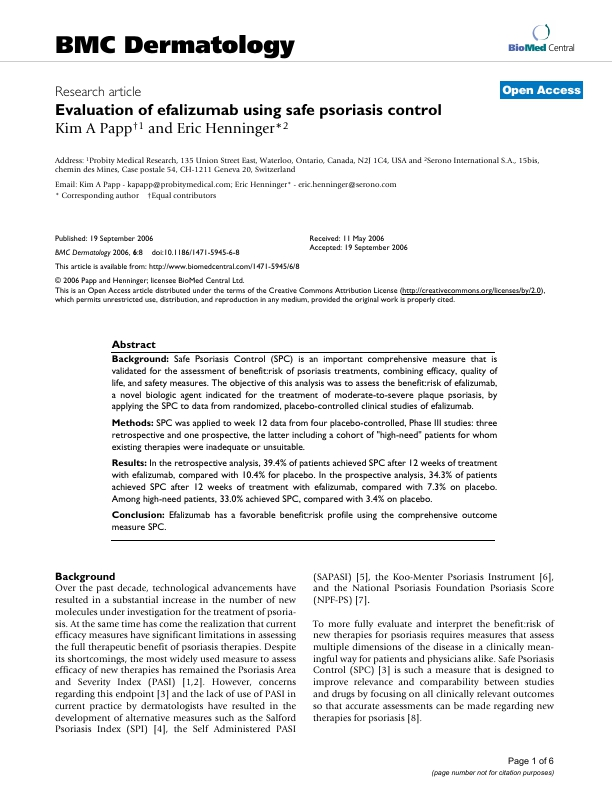 BMC Dermatology
BioMed Central
Open Access
Research article
Evaluation of efalizumab using safe psoriasis control
Kim A Papp†1 and Eric Henninger*2
Address: 1Probity Medical Research, 135 Union Street East, Waterloo, Ontario, Canada, N2J 1C4, USA and 2Serono International S.A., 15bis,
chemin des Mines, Case postale 54, CH-1211 Geneva 20, Switzerland
Email: Kim A Papp - kapapp@probitymedical.com; Eric Henninger* - eric.henninger@serono.com
* Corresponding author †Equal contributors
Published: 19 September 2006
BMC Dermatology 2006, 6:8 doi:10.1186/1471-5945-6-8
Received: 11 May 2006
Accepted: 19 September 2006
This article is available from: http://www.biomedcentral.com/1471-5945/6/8
© 2006 Papp and Henninger; licensee BioMed Central Ltd.
This is an Open Access article distributed under the terms of the Creative Commons Attribution License (http://creativecommons.org/licenses/by/2.0),
which permits unrestricted use, distribution, and reproduction in any medium, provided the original work is properly cited.
Abstract
Background: Safe Psoriasis Control (SPC) is an important comprehensive measure that is
validated for the assessment of benefit:risk of psoriasis treatments, combining efficacy, quality of
life, and safety measures. The objective of this analysis was to assess the benefit:risk of efalizumab,
a novel biologic agent indicated for the treatment of moderate-to-severe plaque psoriasis, by
applying the SPC to data from randomized, placebo-controlled clinical studies of efalizumab.
Methods: SPC was applied to week 12 data from four placebo-controlled, Phase III studies: three
retrospective and one prospective, the latter including a cohort of "high-need" patients for whom
existing therapies were inadequate or unsuitable.
Results: In the retrospective analysis, 39.4% of patients achieved SPC after 12 weeks of treatment
with efalizumab, compared with 10.4% for placebo. In the prospective analysis, 34.3% of patients
achieved SPC after 12 weeks of treatment with efalizumab, compared with 7.3% on placebo.
Among high-need patients, 33.0% achieved SPC, compared with 3.4% on placebo.
Conclusion: Efalizumab has a favorable benefit:risk profile using the comprehensive outcome
measure SPC.
Background
Over the past decade, technological advancements have
resulted in a substantial increase in the number of new
molecules under investigation for the treatment of psoria-
sis. At the same time has come the realization that current
efficacy measures have significant limitations in assessing
the full therapeutic benefit of psoriasis therapies. Despite
its shortcomings, the most widely used measure to assess
efficacy of new therapies has remained the Psoriasis Area
and Severity Index (PASI) [1,2]. However, concerns
regarding this endpoint [3] and the lack of use of PASI in
current practice by dermatologists have resulted in the
development of alternative measures such as the Salford
Psoriasis Index (SPI) [4], the Self Administered PASI
(SAPASI) [5], the Koo-Menter Psoriasis Instrument [6],
and the National Psoriasis Foundation Psoriasis Score
(NPF-PS) [7].
To more fully evaluate and interpret the benefit:risk of
new therapies for psoriasis requires measures that assess
multiple dimensions of the disease in a clinically mean-
ingful way for patients and physicians alike. Safe Psoriasis
Control (SPC) [3] is such a measure that is designed to
improve relevance and comparability between studies
and drugs by focusing on all clinically relevant outcomes
so that accurate assessments can be made regarding new
therapies for psoriasis [8].
Page 1 of 6
(page number not for citation purposes)